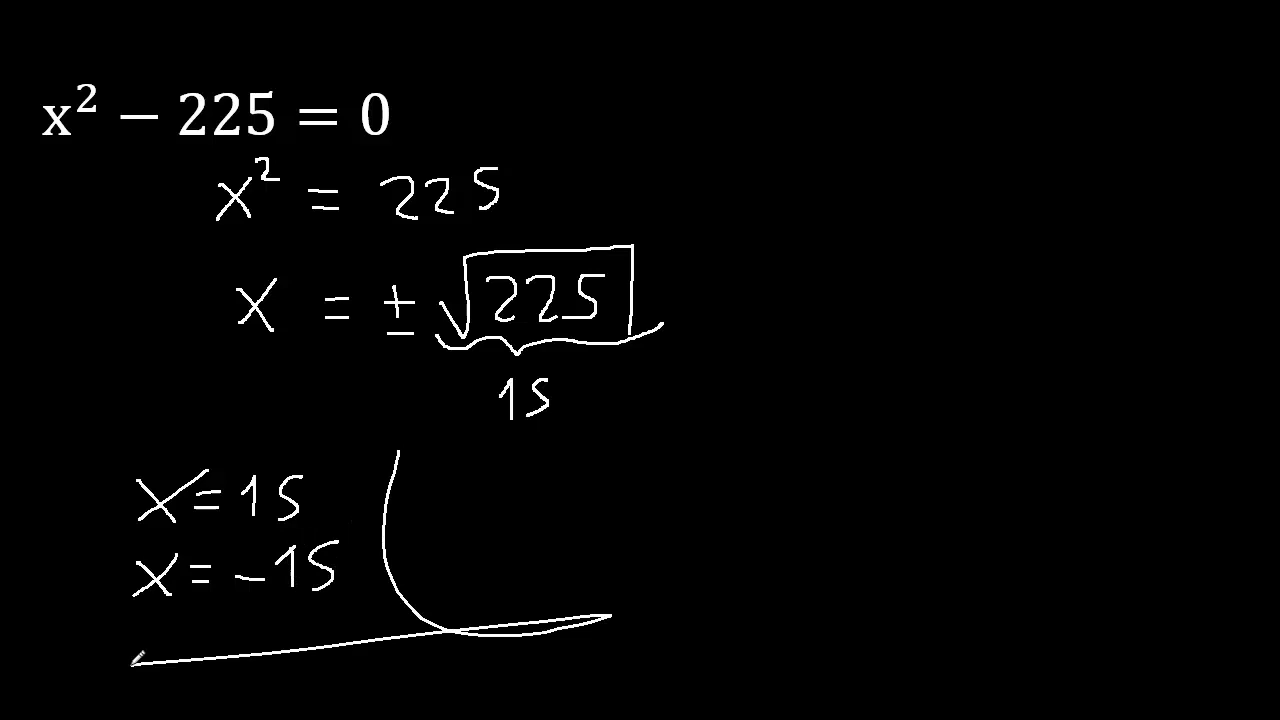 x² − 225 = 0
x² = 225
x = ± √225
15
x = 15
x = -15